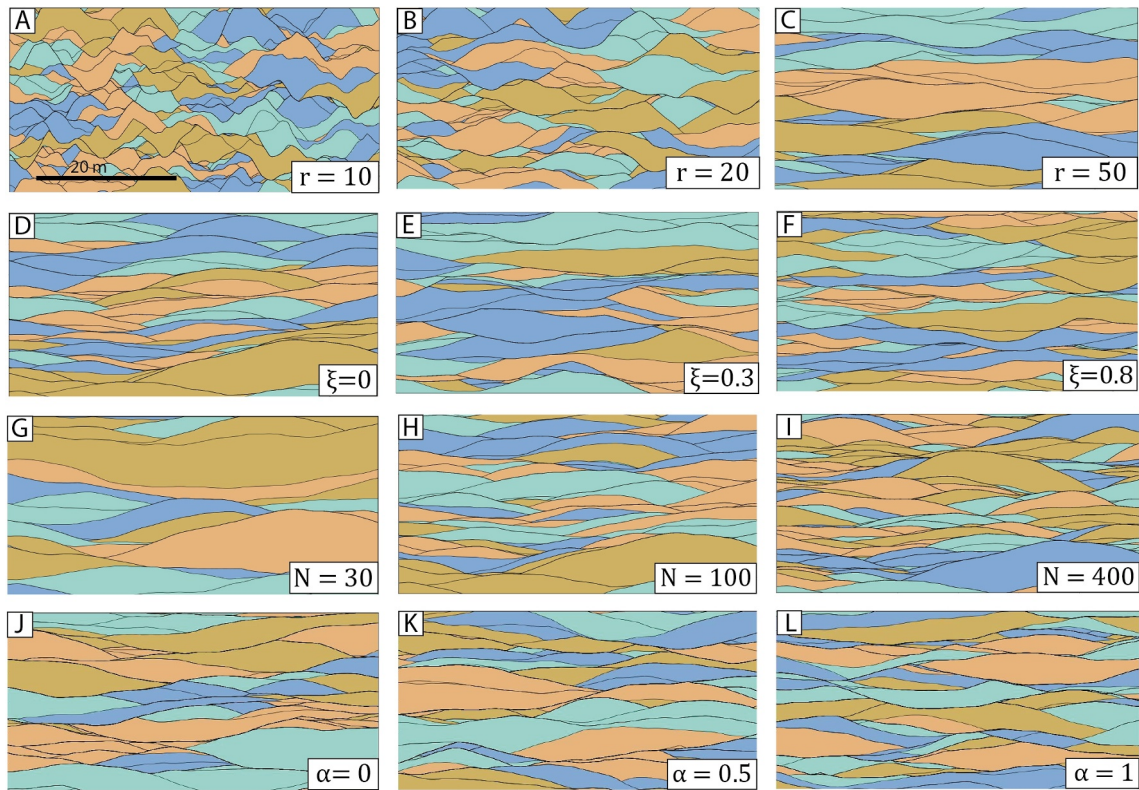 A
B
C
20 m
r = 10
r = 20
r = 50
D
E
F
ξ=0
ξ=0.3
ξ=0.8
G
H
I
N = 30
N = 100
N = 400
J
K
L
α= 0
α = 0.5
α = 1